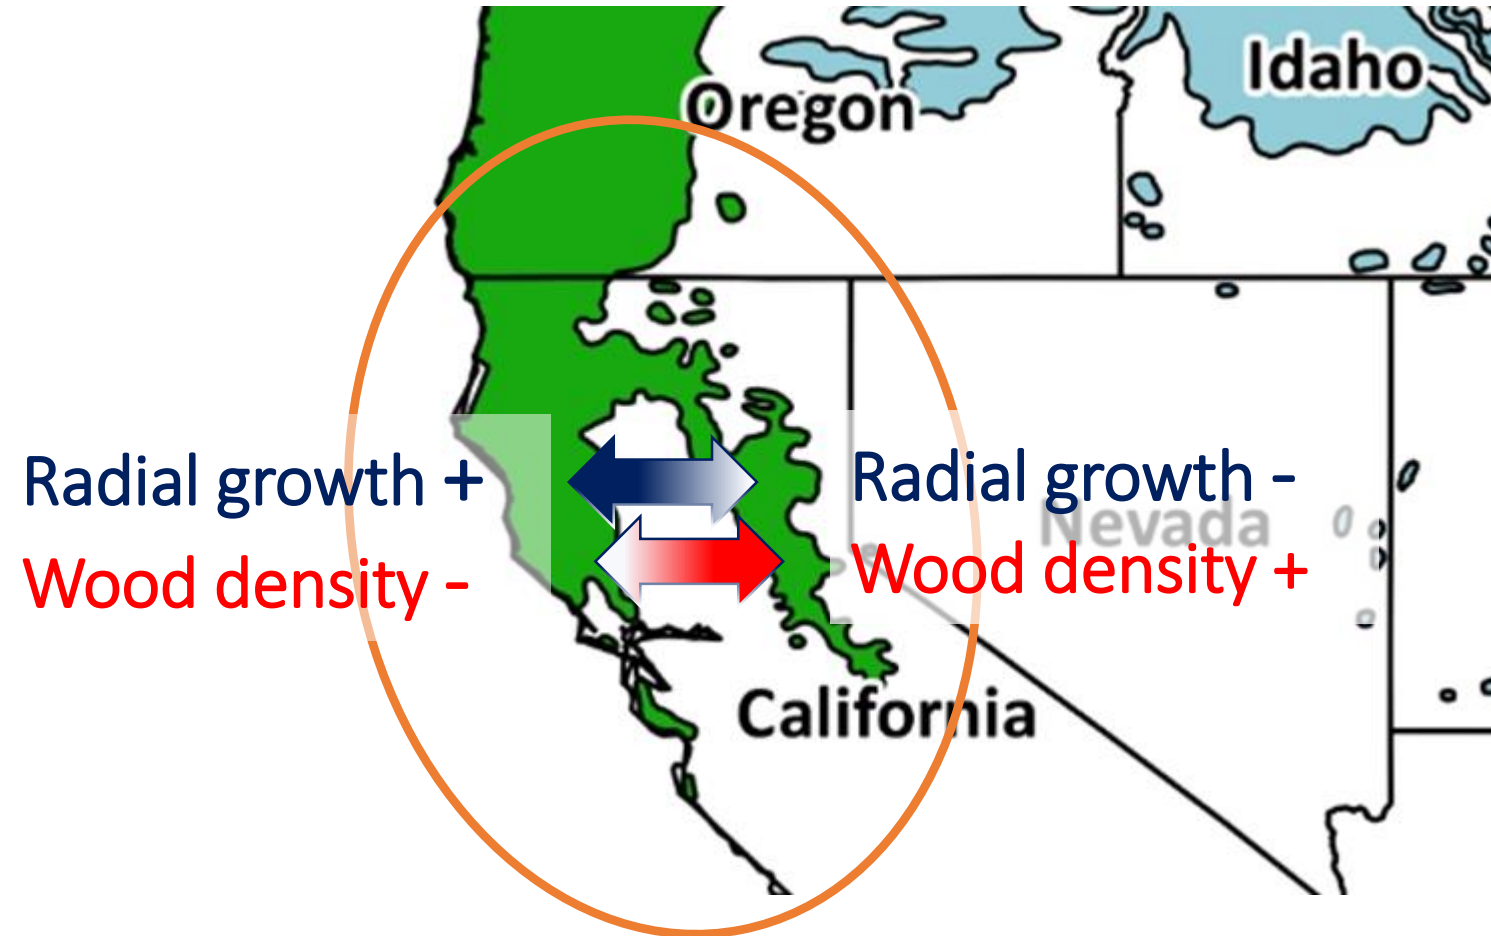 Idaho
Oregon
Radial growth +
Radial growth -
Nevada
Wood density -
Wood density +
California